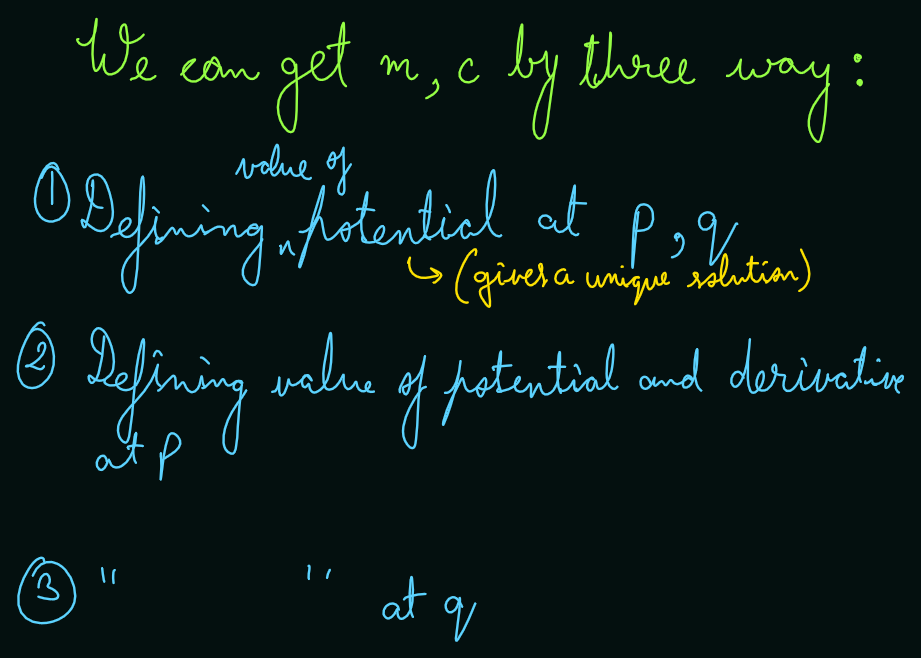 We can get m, c by three way:
value of
① Defining ∧ potential at p, q
↳ (gives a unique solution)
② Defining value of potential and derivative
at p
③ " " at q